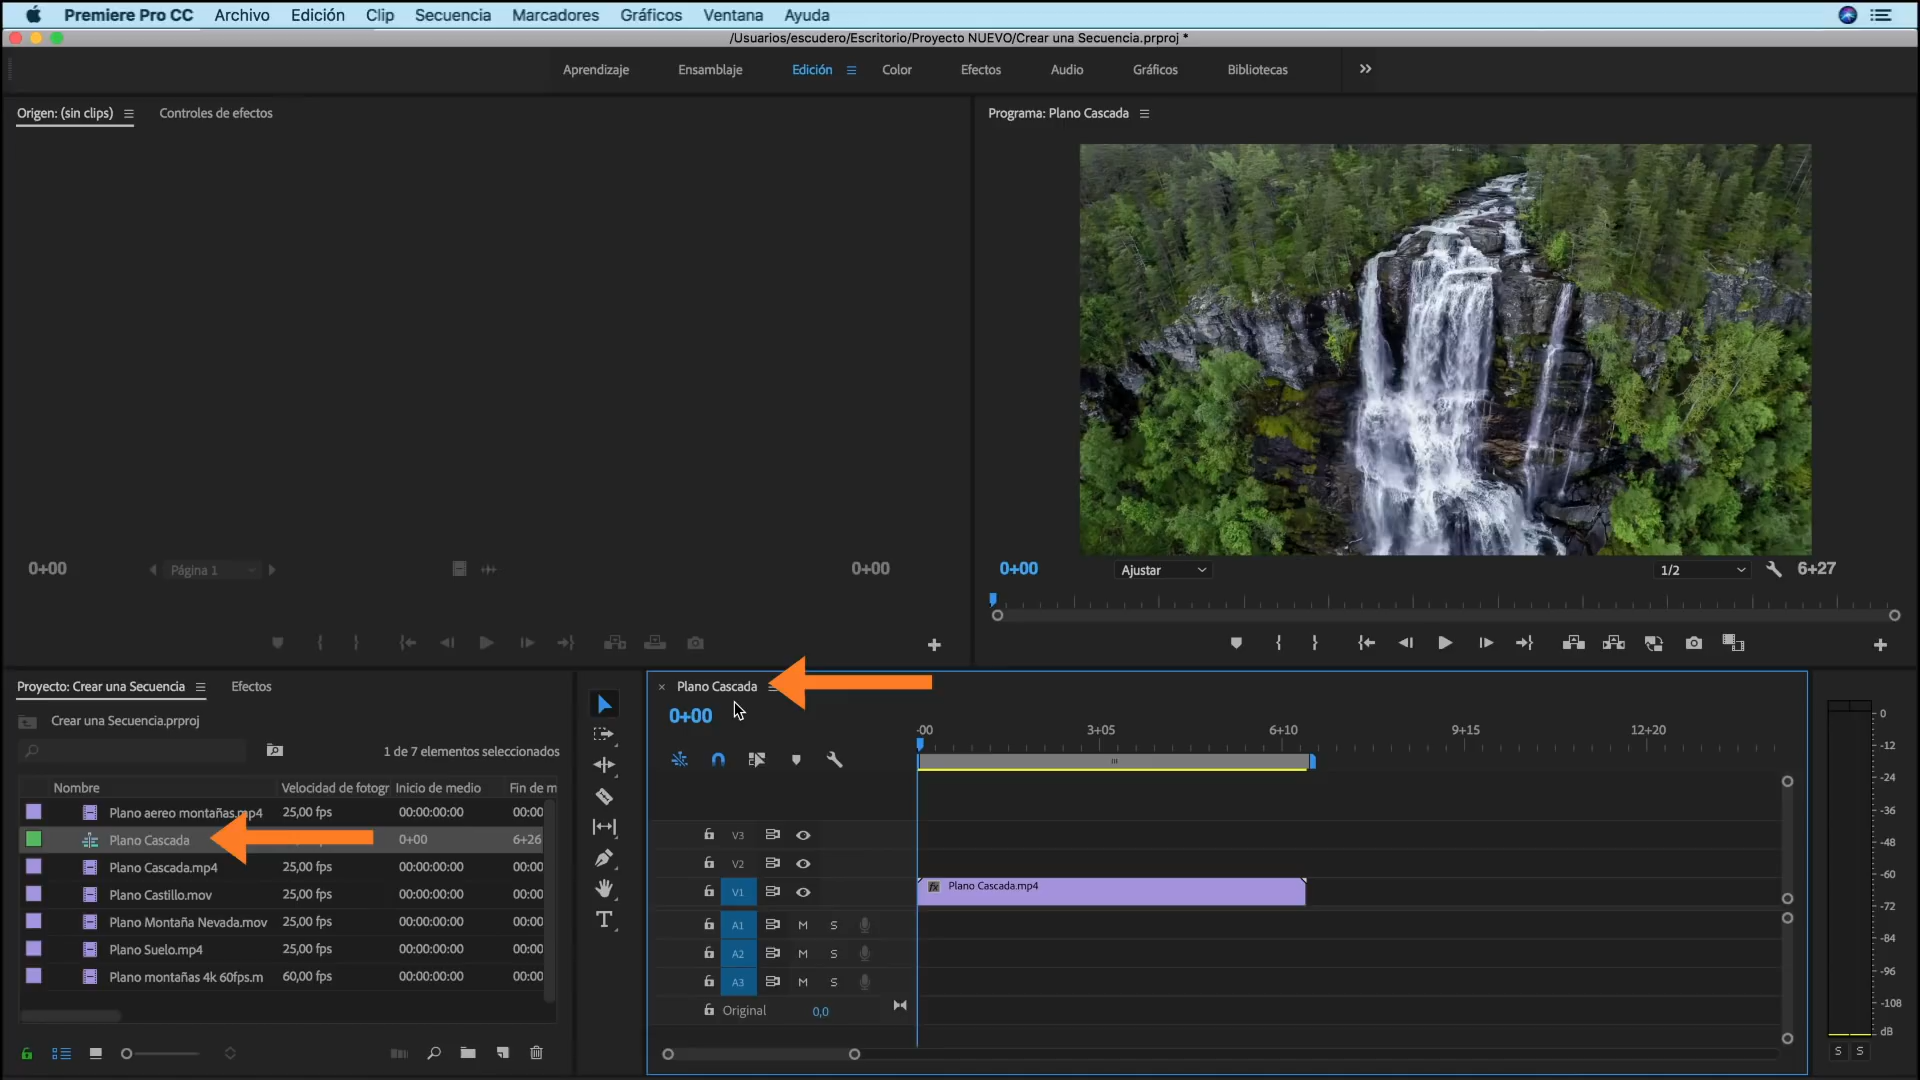 Premiere Pro CC Archivo Edición Clip Secuencia Marcadores Gráficos Ventana Ayuda
/Usuarios/escudero/Escritorio/Proyecto NUEVO/Crear una Secuencia.prproj *
Aprendizaje Ensamblaje Edición Color Efectos Audio Gráficos Bibliotecas
Origen: (sin clips) Controles de efectos
Programa: Plano Cascada
0+00 Página 1 0+00
0+00 Ajustar 1/2 6+27
Proyecto: Crear una Secuencia Efectos
Crear una Secuencia.prproj
1 de 7 elementos seleccionados
Nombre Velocidad de fotogr Inicio de medio Fin de m
Plano aereo montañas.mp4 25,00 fps 00:00:00:00 00:00
Plano Cascada 0+00 6+26
Plano Cascada.mp4 25,00 fps 00:00:00:00 00:00
Plano Castillo.mov 25,00 fps 00:00:00:00 00:00
Plano Montaña Nevada.mov 25,00 fps 00:00:00:00 00:00
Plano Suelo.mp4 25,00 fps 00:00:00:00 00:00
Plano montañas 4k 60fps.m 60,00 fps 00:00:00:00 00:00
Plano Cascada
0+00
:00 3+05 6+10 9+15 12+20
V3
V2
V1 fx Plano Cascada.mp4
A1 M S
A2 M S
A3 M S
Original 0,0
0
-12
-24
-36
-48
-60
-72
-84
-96
-108
dB
S S